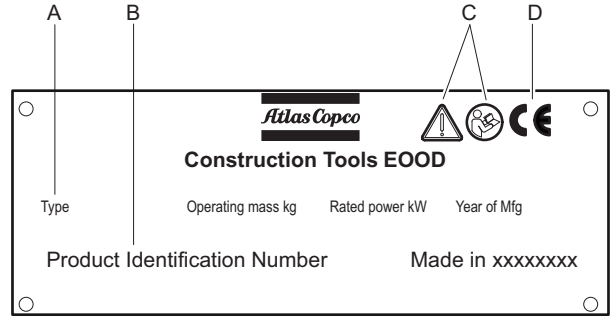 A B C D
Atlas Copco
CE
Construction Tools EOOD
Type Operating mass kg Rated power kW Year of Mfg
Product Identification Number Made in xxxxxxxx